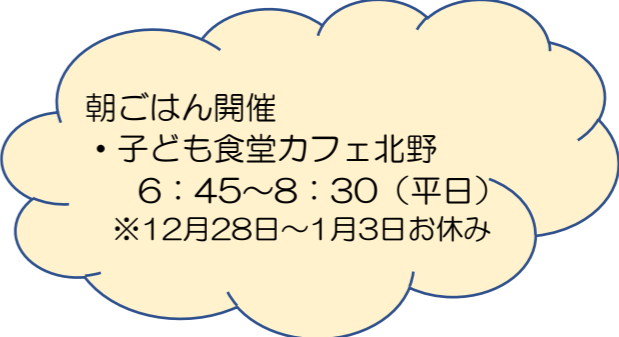 朝ごはん開催
・子ども食堂カフェ北野
6：45～8：30（平日）
※12月28日～1月3日お休み